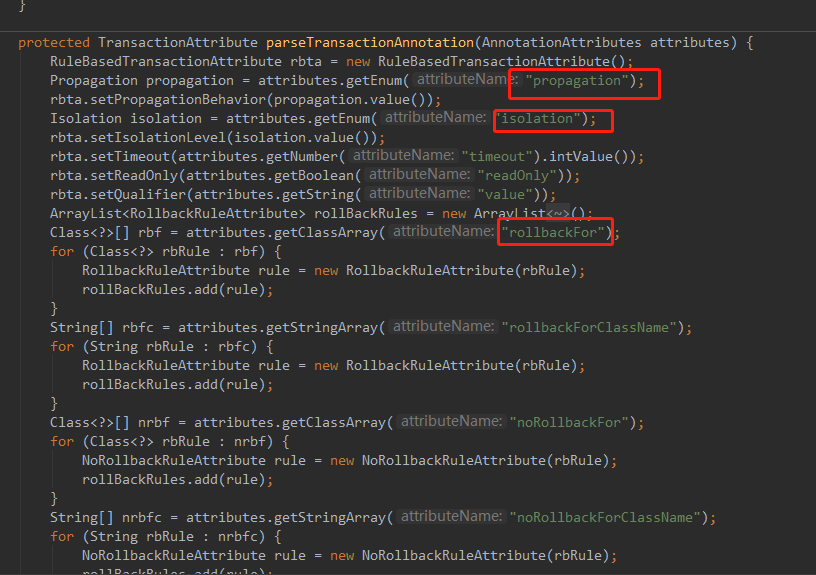 }
protected TransactionAttribute parseTransactionAnnotation(AnnotationAttributes attributes) {
RuleBasedTransactionAttribute rbta = new RuleBasedTransactionAttribute();
Propagation propagation = attributes.getEnum( attributeName: "propagation");
rbta.setPropagationBehavior(propagation.value());
Isolation isolation = attributes.getEnum( attributeName: "isolation");
rbta.setIsolationLevel(isolation.value());
rbta.setTimeout(attributes.getNumber( attributeName: "timeout").intValue());
rbta.setReadOnly(attributes.getBoolean( attributeName: "readOnly"));
rbta.setQualifier(attributes.getString( attributeName: "value"));
ArrayList<RollbackRuleAttribute> rollBackRules = new ArrayList<~>();
Class<?>[] rbf = attributes.getClassArray( attributeName: "rollbackFor");
for (Class<?> rbRule : rbf) {
RollbackRuleAttribute rule = new RollbackRuleAttribute(rbRule);
rollBackRules.add(rule);
}
String[] rbfc = attributes.getStringArray( attributeName: "rollbackForClassName");
for (String rbRule : rbfc) {
RollbackRuleAttribute rule = new RollbackRuleAttribute(rbRule);
rollBackRules.add(rule);
}
Class<?>[] nrbf = attributes.getClassArray( attributeName: "noRollbackFor");
for (Class<?> rbRule : nrbf) {
NoRollbackRuleAttribute rule = new NoRollbackRuleAttribute(rbRule);
rollBackRules.add(rule);
}
String[] nrbfc = attributes.getStringArray( attributeName: "noRollbackForClassName");
for (String rbRule : nrbfc) {
NoRollbackRuleAttribute rule = new NoRollbackRuleAttribute(rbRule);
rollBackRules.add(rule);